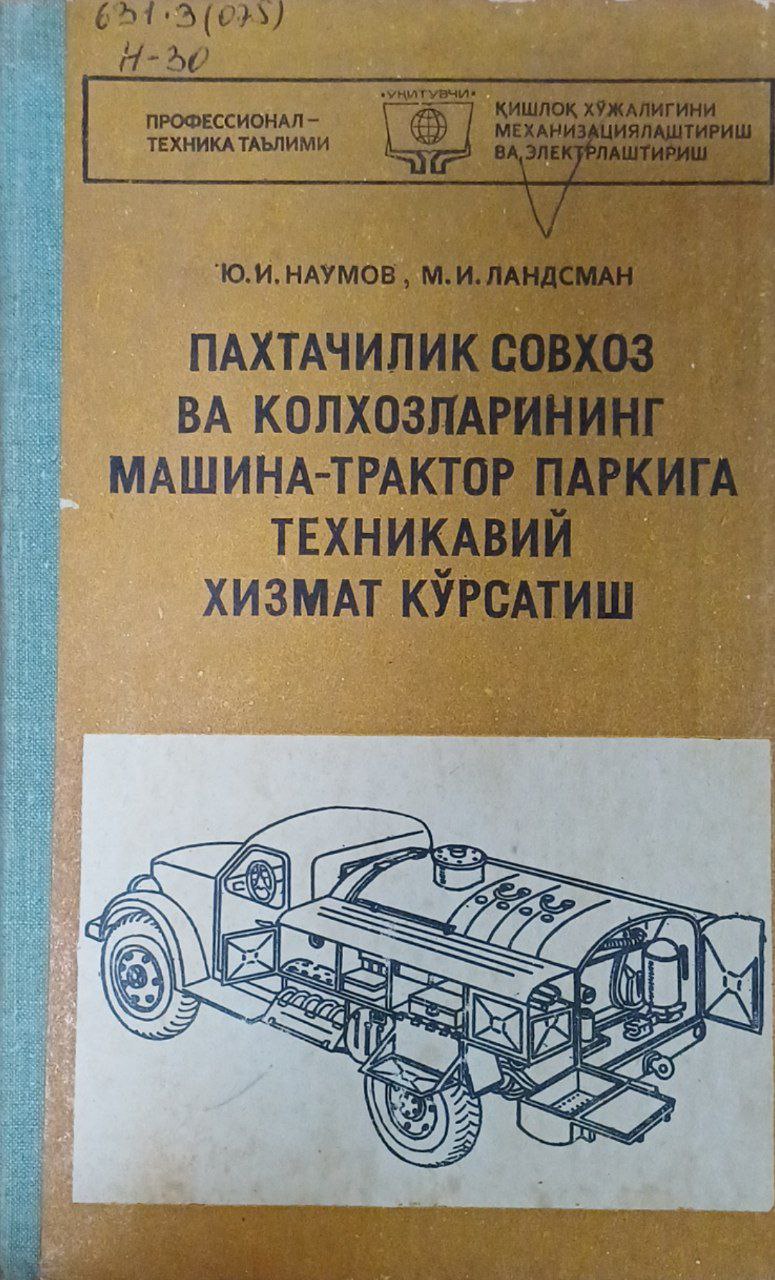 631.3(075)
Н-30
ПРОФЕССИОНАЛ-
ТЕХНИКА ТАЪЛИМИ
•УҚИТУВЧИ•
ҚИШЛОҚ ХЎЖАЛИГИНИ
МЕХАНИЗАЦИЯЛАШТИРИШ
ВА ЭЛЕКТРЛАШТИРИШ
Ю.И.НАУМОВ, М.И.ЛАНДСМАН
ПАХТАЧИЛИК СОВХОЗ
ВА КОЛХОЗЛАРИНИНГ
МАШИНА-ТРАКТОР ПАРКИГА
ТЕХНИКАВИЙ
ХИЗМАТ КЎРСАТИШ